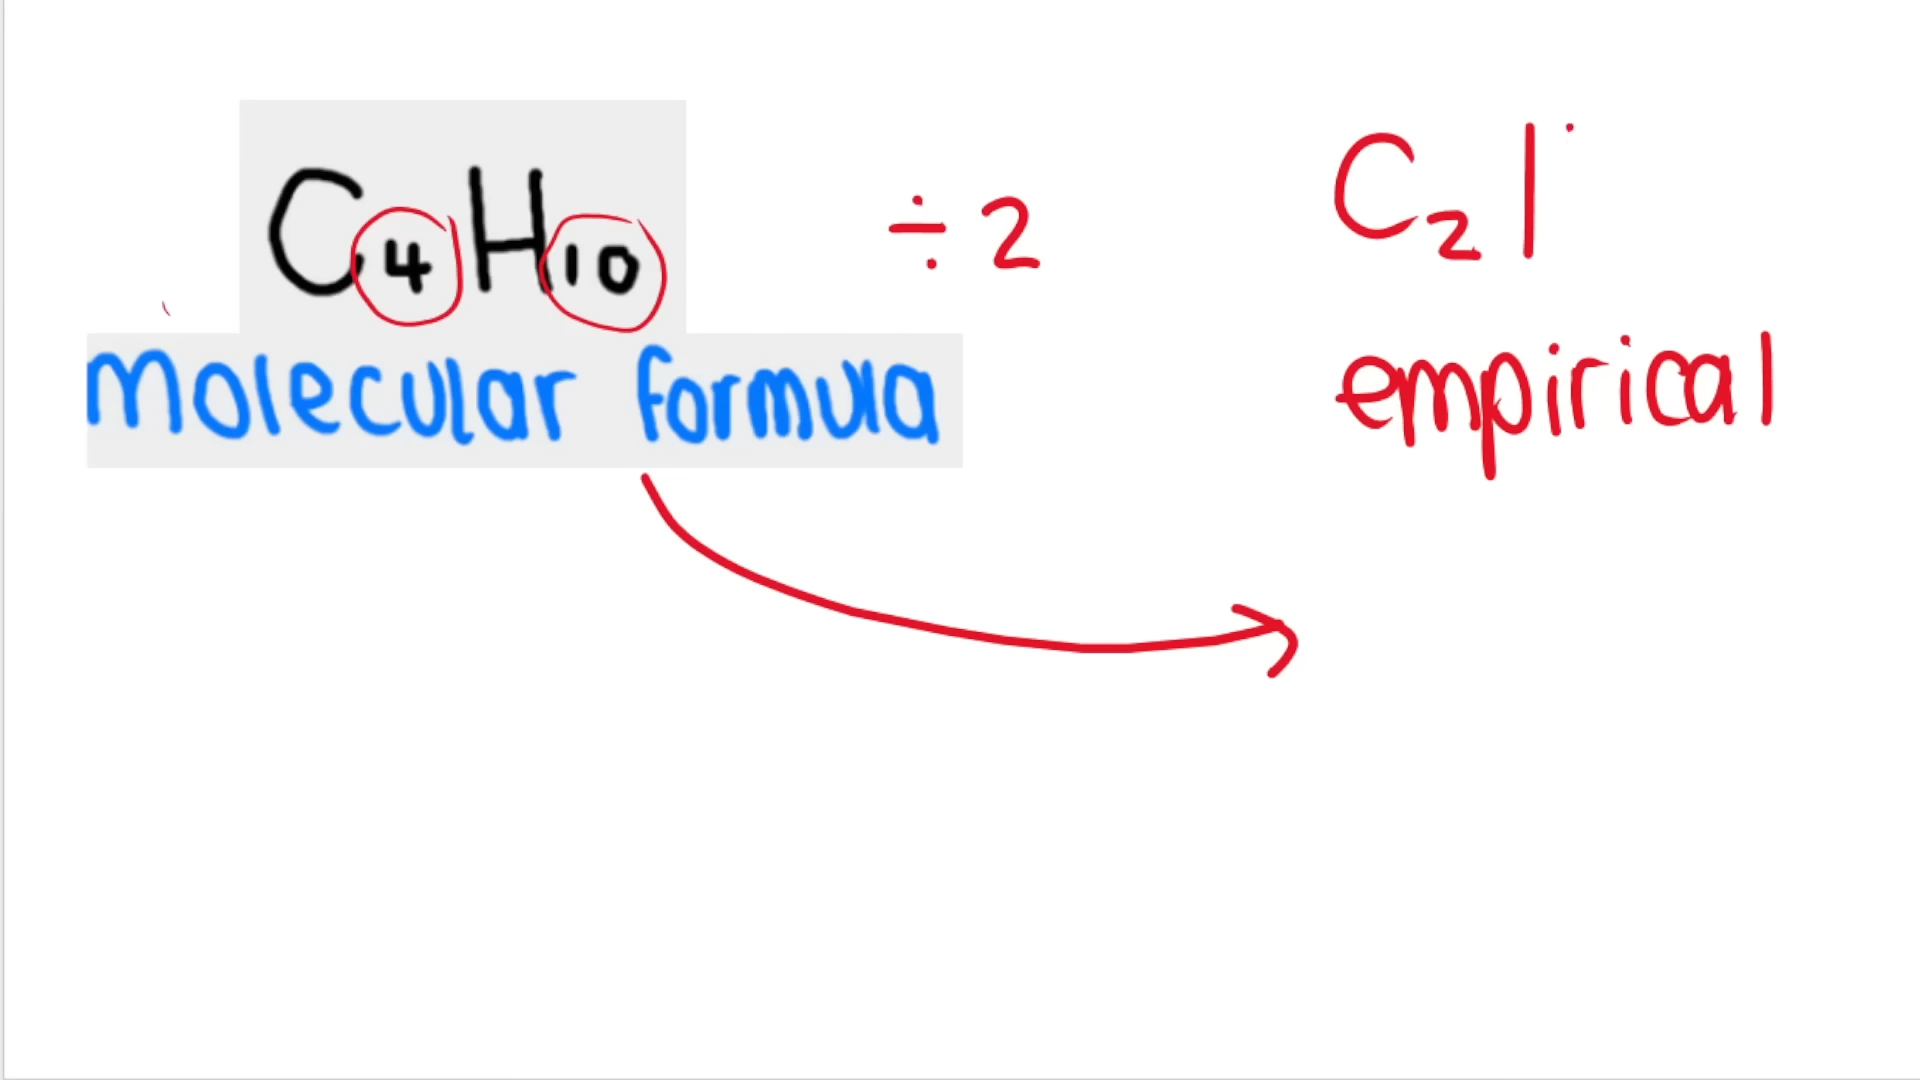 C₄H₁₀ ÷2 C₂
molecular formula empirical